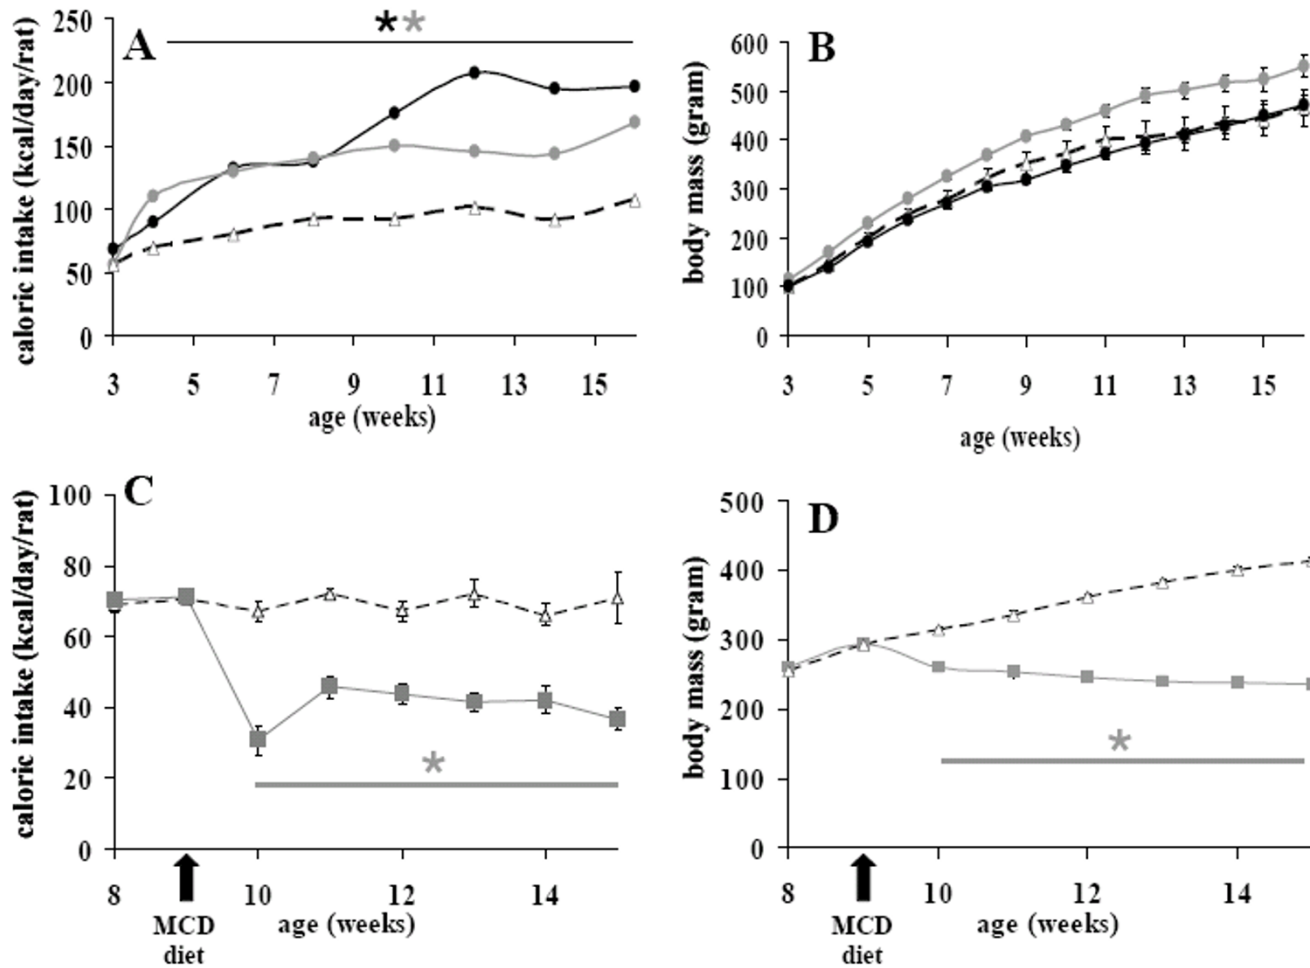 A
caloric intake (kcal/day/rat)
250
200
150
100
50
0
3 5 7 9 11 13 15
age (weeks)
B
body mass (gram)
600
500
400
300
200
100
0
3 5 7 9 11 13 15
age (weeks)
C
caloric intake (kcal/day/rat)
100
80
60
40
20
0
8 10 12 14
MCD
diet
age (weeks)
D
body mass (gram)
500
400
300
200
100
0
8 10 12 14
MCD
diet
age (weeks)